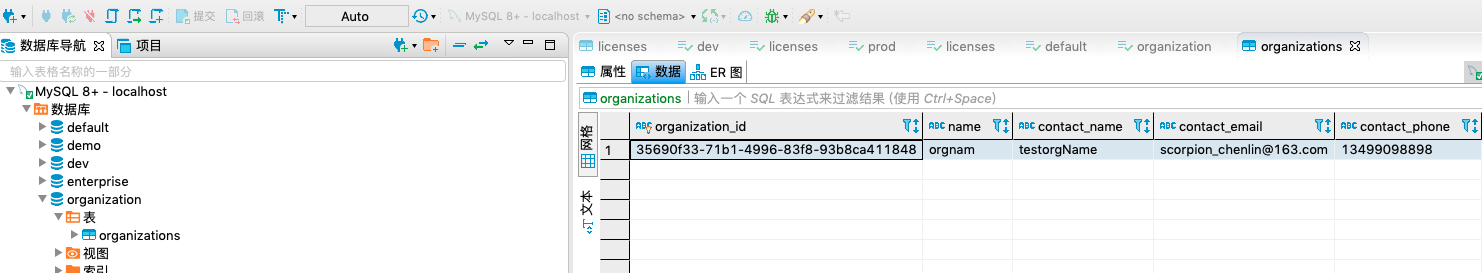 提交 回滚 Auto MySQL 8+ - localhost <no schema>
数据库导航 项目
输入表格名称的一部分
MySQL 8+ - localhost
数据库
default
demo
dev
enterprise
organization
表
organizations
视图
索引
licenses dev licenses prod licenses default organization organizations
属性 数据 ER 图
organizations 输入一个 SQL 表达式来过滤结果 (使用 Ctrl+Space)
网格
文本
ABC organization_id ABC name ABC contact_name ABC contact_email ABC contact_phone
1 35690f33-71b1-4996-83f8-93b8ca411848 orgnam testorgName scorpion_chenlin@163.com 13499098898